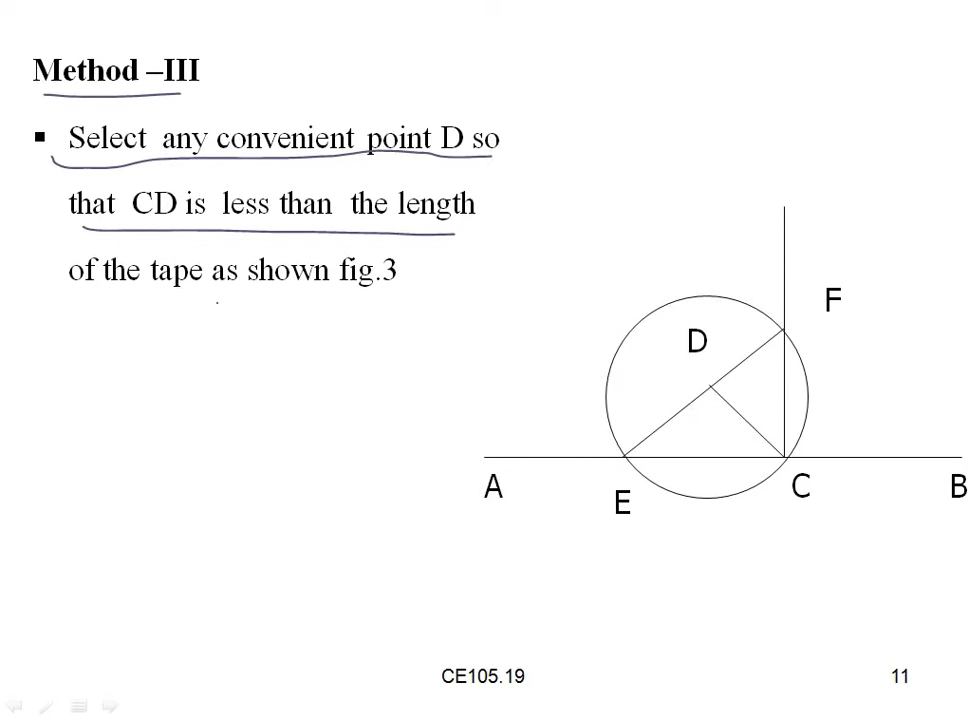 Method –III
▪ Select any convenient point D so
that CD is less than the length
of the tape as shown fig.3
F
D
A
E
C
B
CE105.19
11